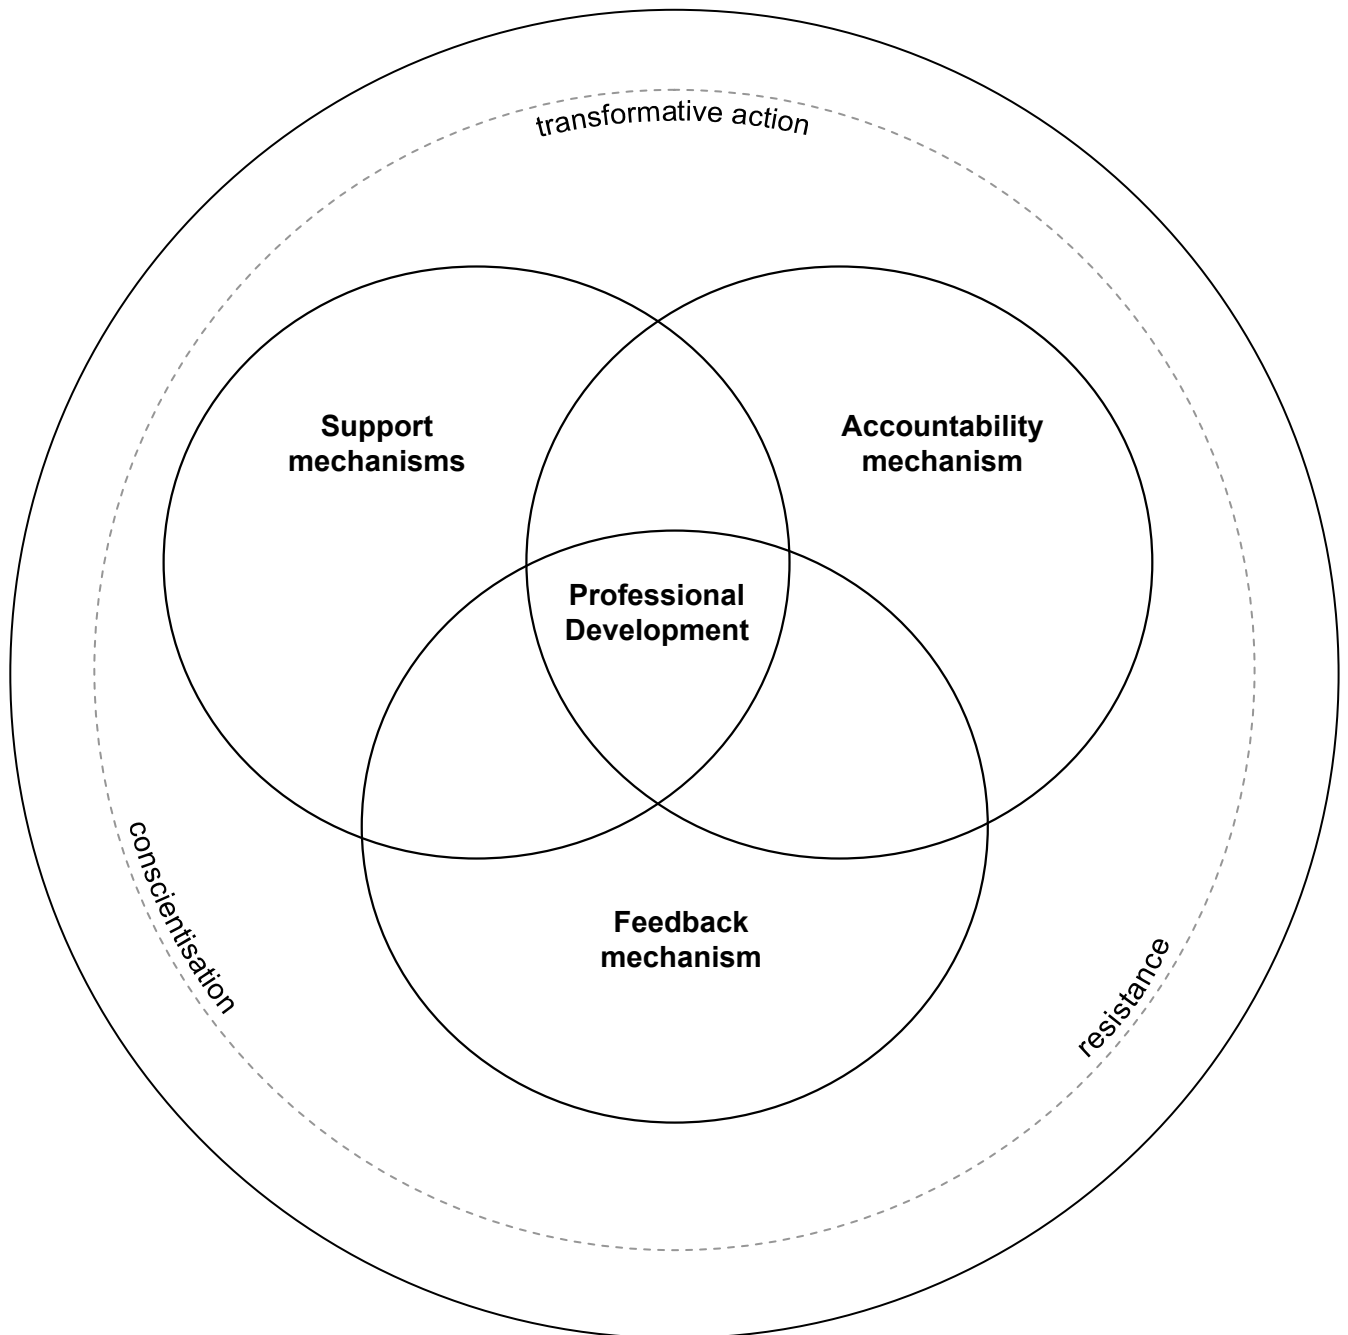 transformative action
Support
mechanisms
Accountability
mechanism
Professional
Development
conscientisation
Feedback
mechanism
resistance